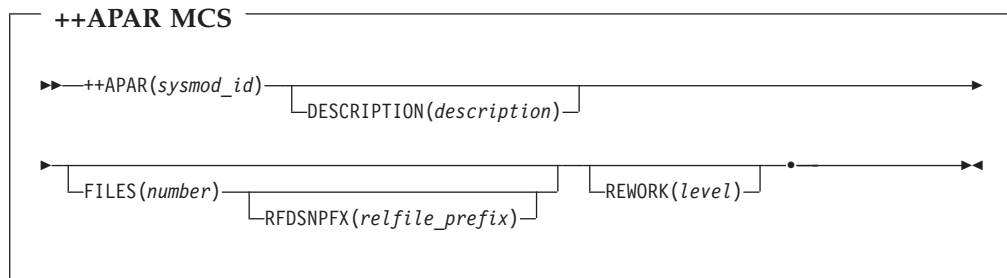 ++APAR MCS
++APAR(sysmod_id)
DESCRIPTION(description)
FILES(number)
RFDSNPFX(relfile_prefix)
REWORK(level)
.